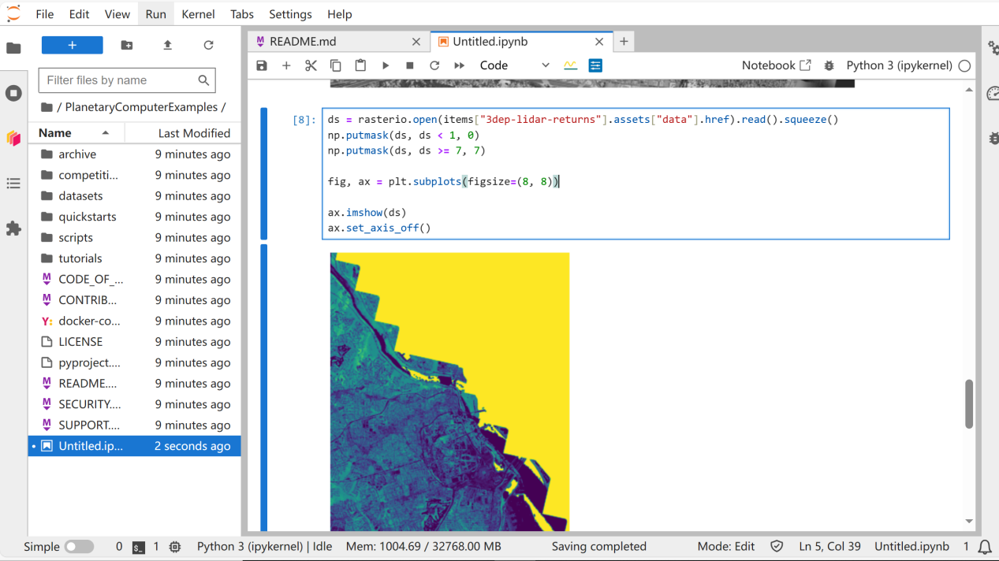 File Edit View Run Kernel Tabs Settings Help
+
Filter files by name
/ PlanetaryComputerExamples /
Name Last Modified
archive 9 minutes ago
competiti... 9 minutes ago
datasets 9 minutes ago
quickstarts 9 minutes ago
scripts 9 minutes ago
tutorials 9 minutes ago
CODE_OF_... 9 minutes ago
CONTRIB... 9 minutes ago
docker-co... 9 minutes ago
LICENSE 9 minutes ago
pyproject.... 9 minutes ago
README.... 9 minutes ago
SECURITY.... 9 minutes ago
SUPPORT.... 9 minutes ago
Untitled.ip... 2 seconds ago
README.md Untitled.ipynb
Code Notebook Python 3 (ipykernel)
[8]: ds = rasterio.open(items["3dep-lidar-returns"].assets["data"].href).read().squeeze()
np.putmask(ds, ds < 1, 0)
np.putmask(ds, ds >= 7, 7)
fig, ax = plt.subplots(figsize=(8, 8))
ax.imshow(ds)
ax.set_axis_off()
Simple 0 1 Python 3 (ipykernel) | Idle Mem: 1004.69 / 32768.00 MB Saving completed Mode: Edit Ln 5, Col 39 Untitled.ipynb 1